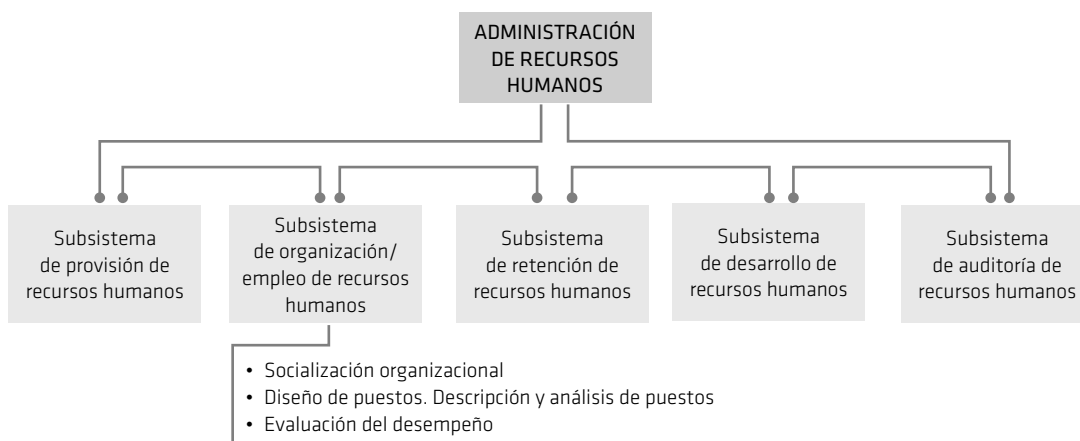 ADMINISTRACIÓN
DE RECURSOS
HUMANOS
Subsistema
de provisión de
recursos humanos
Subsistema
de organización/
empleo de recursos
humanos
Subsistema
de retención de
recursos humanos
Subsistema
de desarrollo de
recursos humanos
Subsistema
de auditoría de
recursos humanos
• Socialización organizacional
• Diseño de puestos. Descripción y análisis de puestos
• Evaluación del desempeño